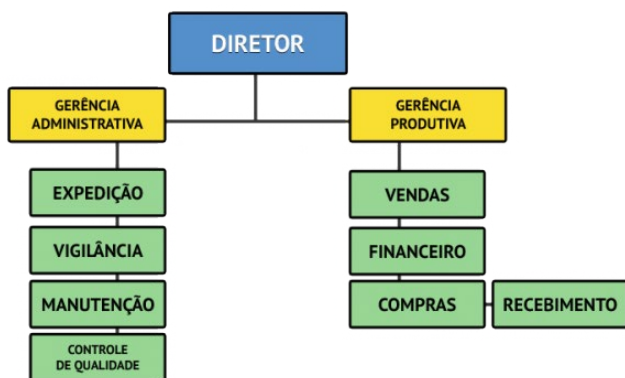 DIRETOR
GERÊNCIA
ADMINISTRATIVA
GERÊNCIA
PRODUTIVA
EXPEDIÇÃO
VIGILÂNCIA
MANUTENÇÃO
CONTROLE
DE QUALIDADE
VENDAS
FINANCEIRO
COMPRAS
RECEBIMENTO